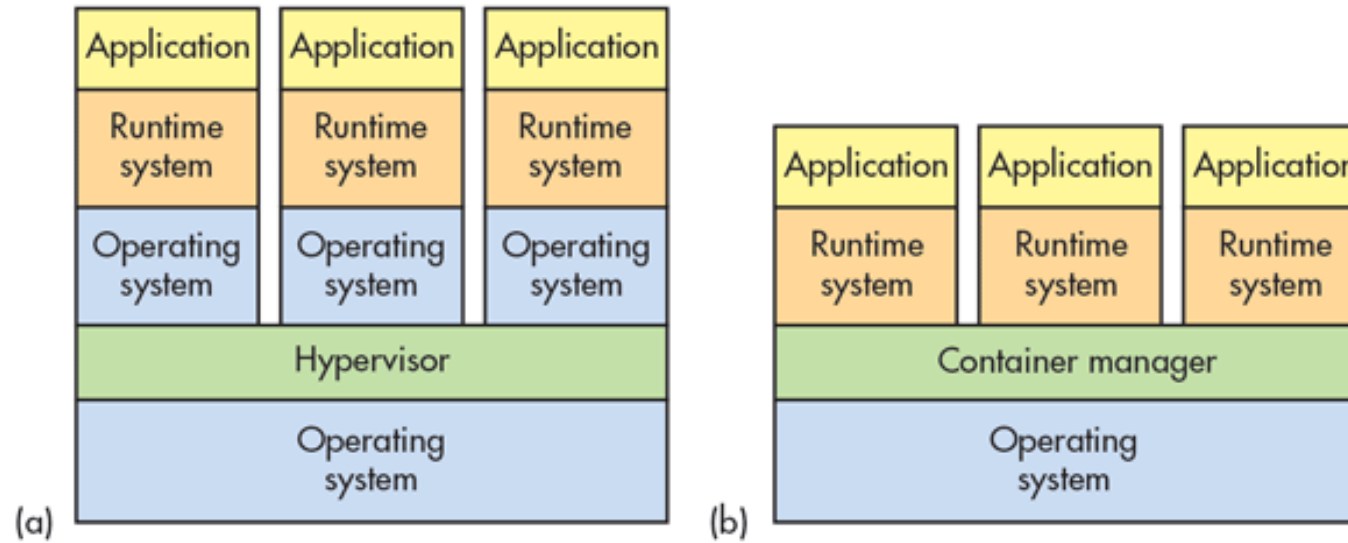 Application Application Application
Runtime system Runtime system Runtime system
Operating system Operating system Operating system
Hypervisor
Operating system
(a)
Application Application Application
Runtime system Runtime system Runtime system
Container manager
Operating system
(b)